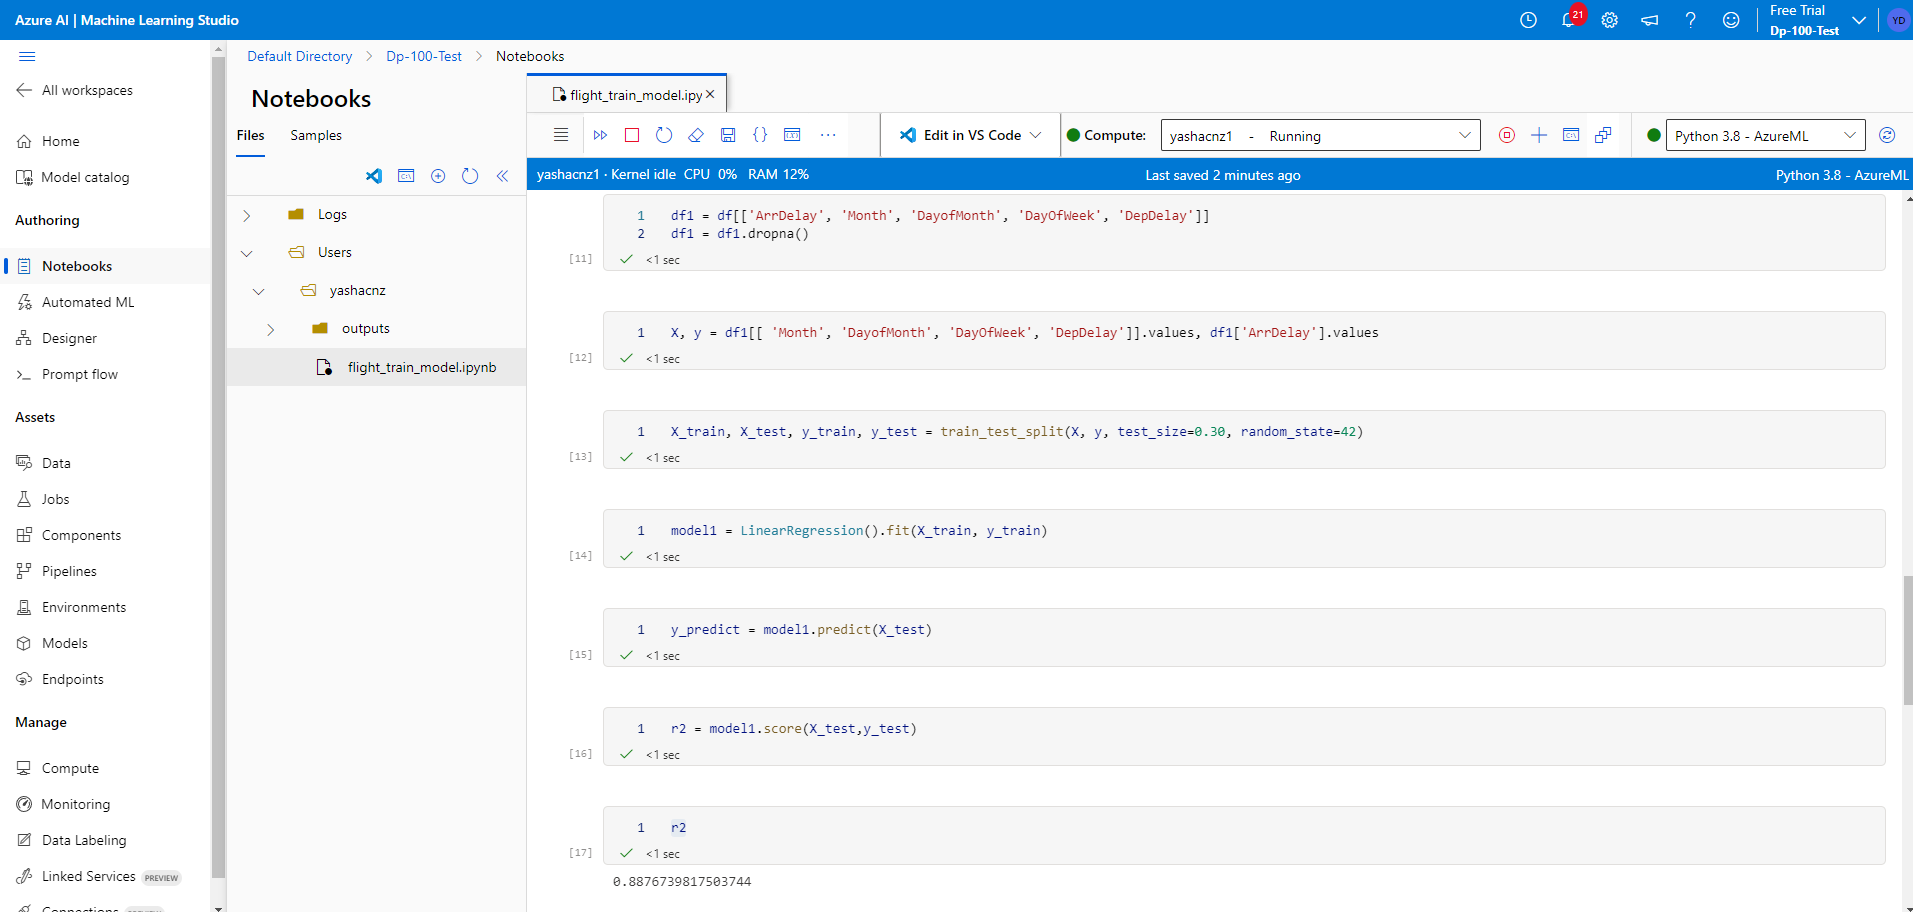 Azure AI | Machine Learning Studio
21
Free Trial
Dp-100-Test
YD
All workspaces
Home
Model catalog
Authoring
Notebooks
Automated ML
Designer
Prompt flow
Assets
Data
Jobs
Components
Pipelines
Environments
Models
Endpoints
Manage
Compute
Monitoring
Data Labeling
Linked Services PREVIEW
Connections PREVIEW
Default Directory > Dp-100-Test > Notebooks
Notebooks
Files Samples
Logs
Users
yashacnz
outputs
flight_train_model.ipynb
flight_train_model.ipy
Edit in VS Code
Compute: yashacnz1 - Running
Python 3.8 - AzureML
yashacnz1 · Kernel idle CPU 0% RAM 12%
Last saved 2 minutes ago
Python 3.8 - AzureML
1 df1 = df[['ArrDelay', 'Month', 'DayofMonth', 'DayOfWeek', 'DepDelay']]
2 df1 = df1.dropna()
[11] <1 sec
1 X, y = df1[[ 'Month', 'DayofMonth', 'DayOfWeek', 'DepDelay']].values, df1['ArrDelay'].values
[12] <1 sec
1 X_train, X_test, y_train, y_test = train_test_split(X, y, test_size=0.30, random_state=42)
[13] <1 sec
1 model1 = LinearRegression().fit(X_train, y_train)
[14] <1 sec
1 y_predict = model1.predict(X_test)
[15] <1 sec
1 r2 = model1.score(X_test,y_test)
[16] <1 sec
1 r2
[17] <1 sec
0.8876739817503744